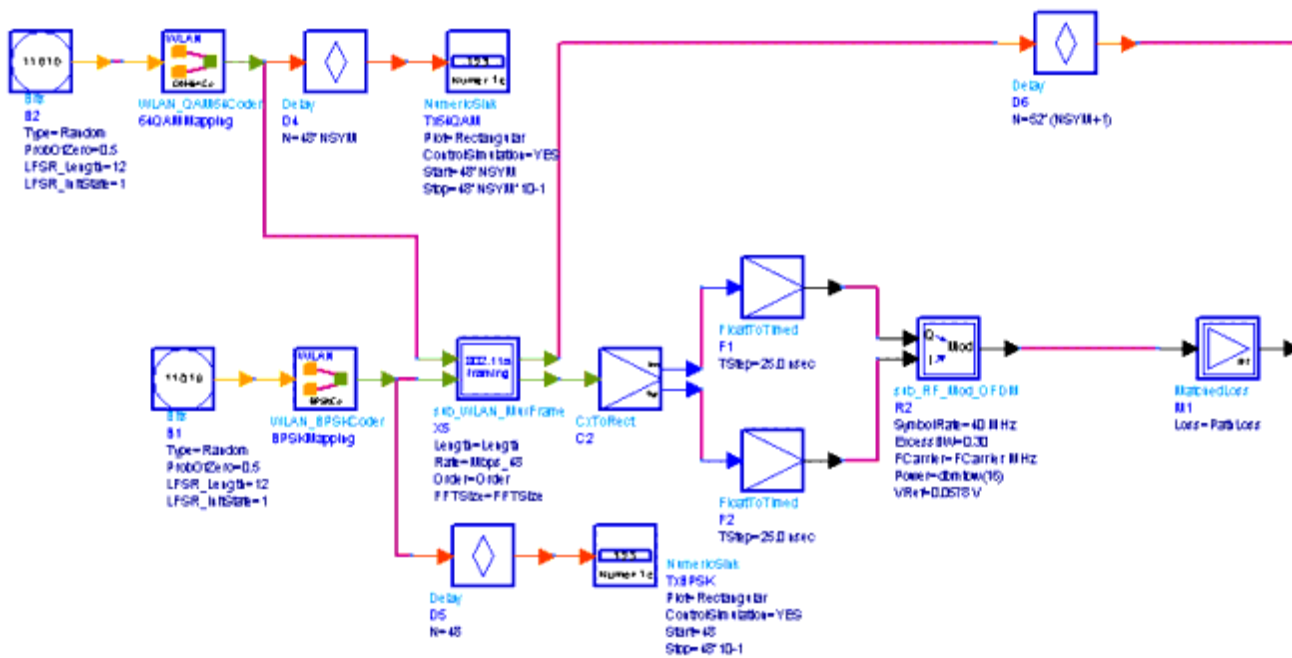 11010
WLAN
WLAN_QAM64Coder
64QAMMapping
Bits
B2
Type=Random
ProbOfZero=0.5
LFSR_Length=12
LFSR_InitState=1
Delay
D4
N=48*NSYM
123
Numeric
NumericSink
Tx64QAM
Plot=Rectangular
ControlSimulation=YES
Start=48*NSYM
Stop=48*NSYM*10-1
Delay
D6
N=52*(NSYM+1)
11010
Bits
B1
Type=Random
ProbOfZero=0.5
LFSR_Length=12
LFSR_InitState=1
WLAN
BPSKCo
WLAN_BPSKCoder
BPSKMapping
802.11a
framing
sub_WLAN_MuxFrame
X5
Length=Length
Rate=Mbps_48
Order=Order
FFTSize=FFTSize
CxToRect
C2
FloatToTimed
F1
TStep=25.0 nsec
FloatToTimed
F2
TStep=25.0 nsec
Q
I
Mod
sub_RF_Mod_OFDM
R2
SymbolRate=40 MHz
ExcessBW=0.30
FCarrier=FCarrier MHz
Power=dbmtow(16)
VRef=0.0578 V
MatchedLoss
M1
Loss=PathLoss
Delay
D5
N=48
123
Numeric
NumericSink
TxBPSK
Plot=Rectangular
ControlSimulation=YES
Start=48
Stop=48*10-1